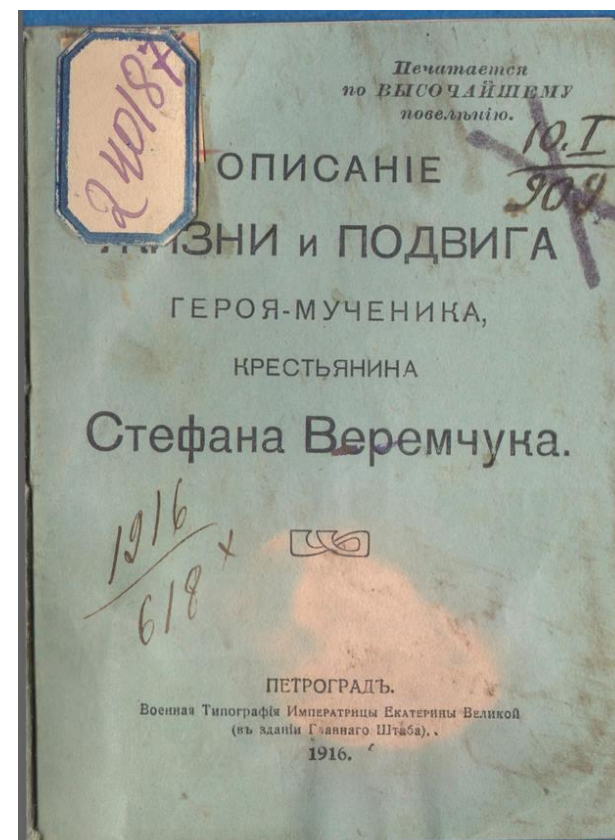 240187
Печатается
по ВЫСОЧАЙШЕМУ
повелѣнію.
10.I
909
ОПИСАНІЕ
ЖИЗНИ и ПОДВИГА
ГЕРОЯ-МУЧЕНИКА,
КРЕСТЬЯНИНА
Стефана Веремчука.
1916
618 x
ПЕТРОГРАДЪ.
Военная Типографія Императрицы Екатерины Великой
(въ зданіи Главнаго Штаба).
1916.